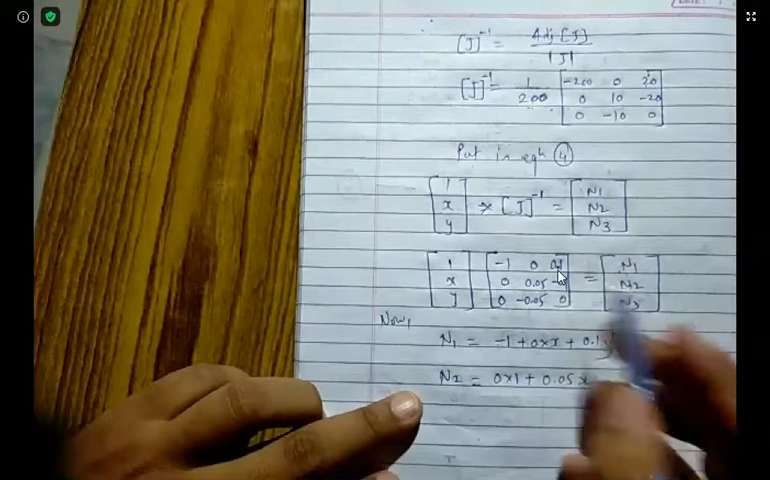 [J]⁻¹ = Adj [J] / |J|
[J]⁻¹ = 1/200 [-200 0 20
0 10 -20
0 -10 0]
Put in eqn ④
[1 x y] × [J]⁻¹ = [N1 N2 N3]
[1 x y] [-1 0 0.1
0 0.05
0 -0.05 0] = [N1 N2 N3]
Now,
N1 = -1 + 0×x + 0.1y
N2 = 0×1 + 0.05x